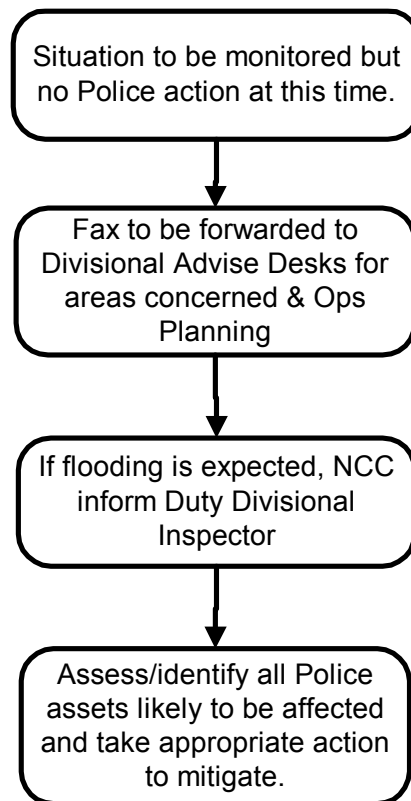 Situation to be monitored but
no Police action at this time.
Fax to be forwarded to
Divisional Advise Desks for
areas concerned & Ops
Planning
If flooding is expected, NCC
inform Duty Divisional
Inspector
Assess/identify all Police
assets likely to be affected
and take appropriate action
to mitigate.